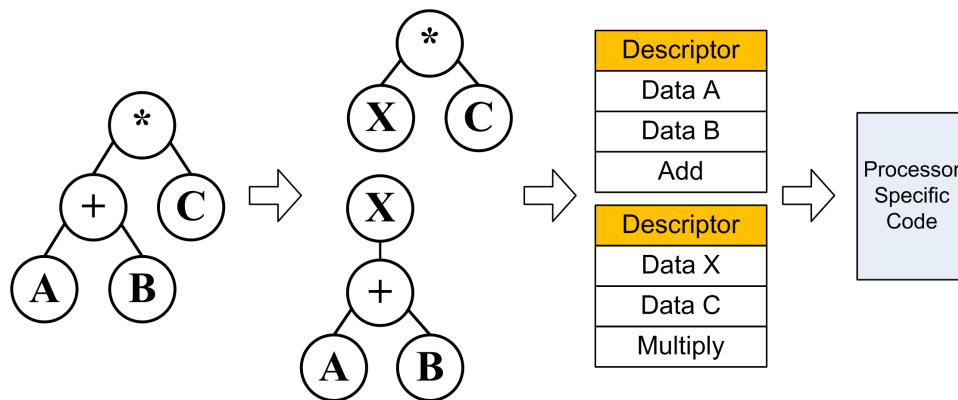 *
+
C
A
B
*
X
C
X
+
A
B
Descriptor
Data A
Data B
Add
Descriptor
Data X
Data C
Multiply
Processor
Specific
Code